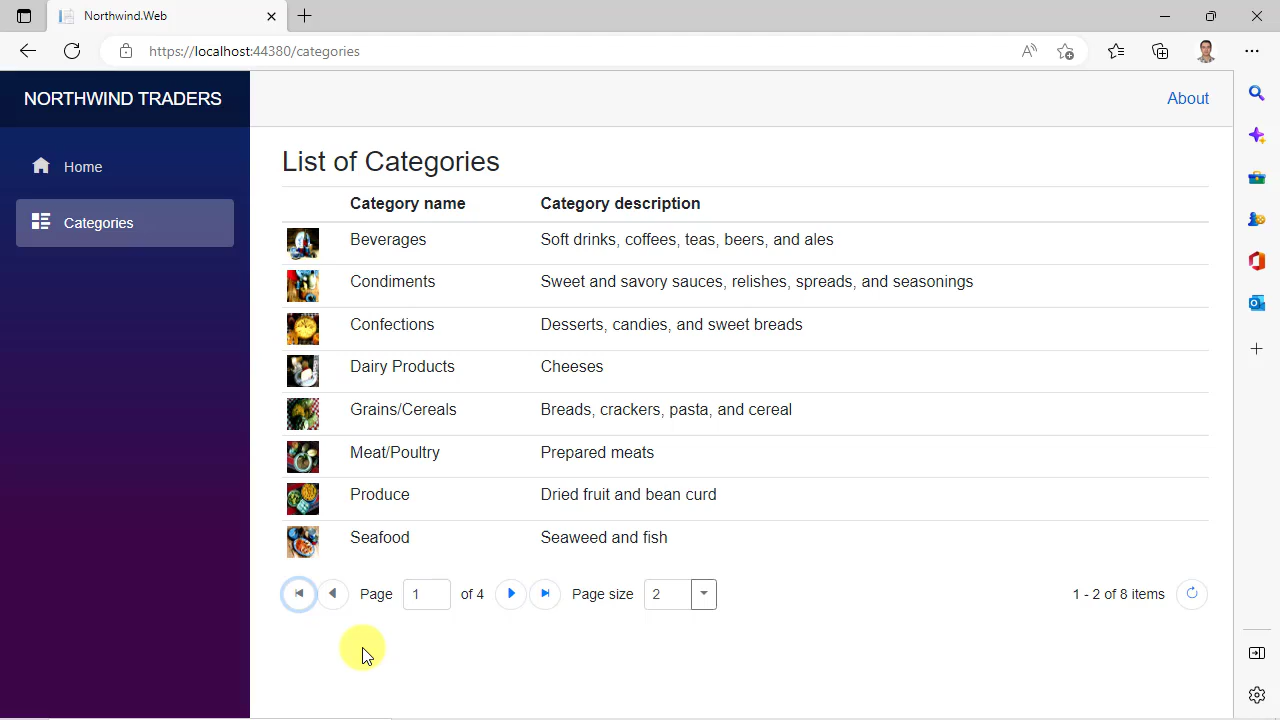 Northwind.Web
https://localhost:44380/categories
NORTHWIND TRADERS
About
Home
Categories
List of Categories
Category name Category description
Beverages Soft drinks, coffees, teas, beers, and ales
Condiments Sweet and savory sauces, relishes, spreads, and seasonings
Confections Desserts, candies, and sweet breads
Dairy Products Cheeses
Grains/Cereals Breads, crackers, pasta, and cereal
Meat/Poultry Prepared meats
Produce Dried fruit and bean curd
Seafood Seaweed and fish
Page 1 of 4 Page size 2 1 - 2 of 8 items